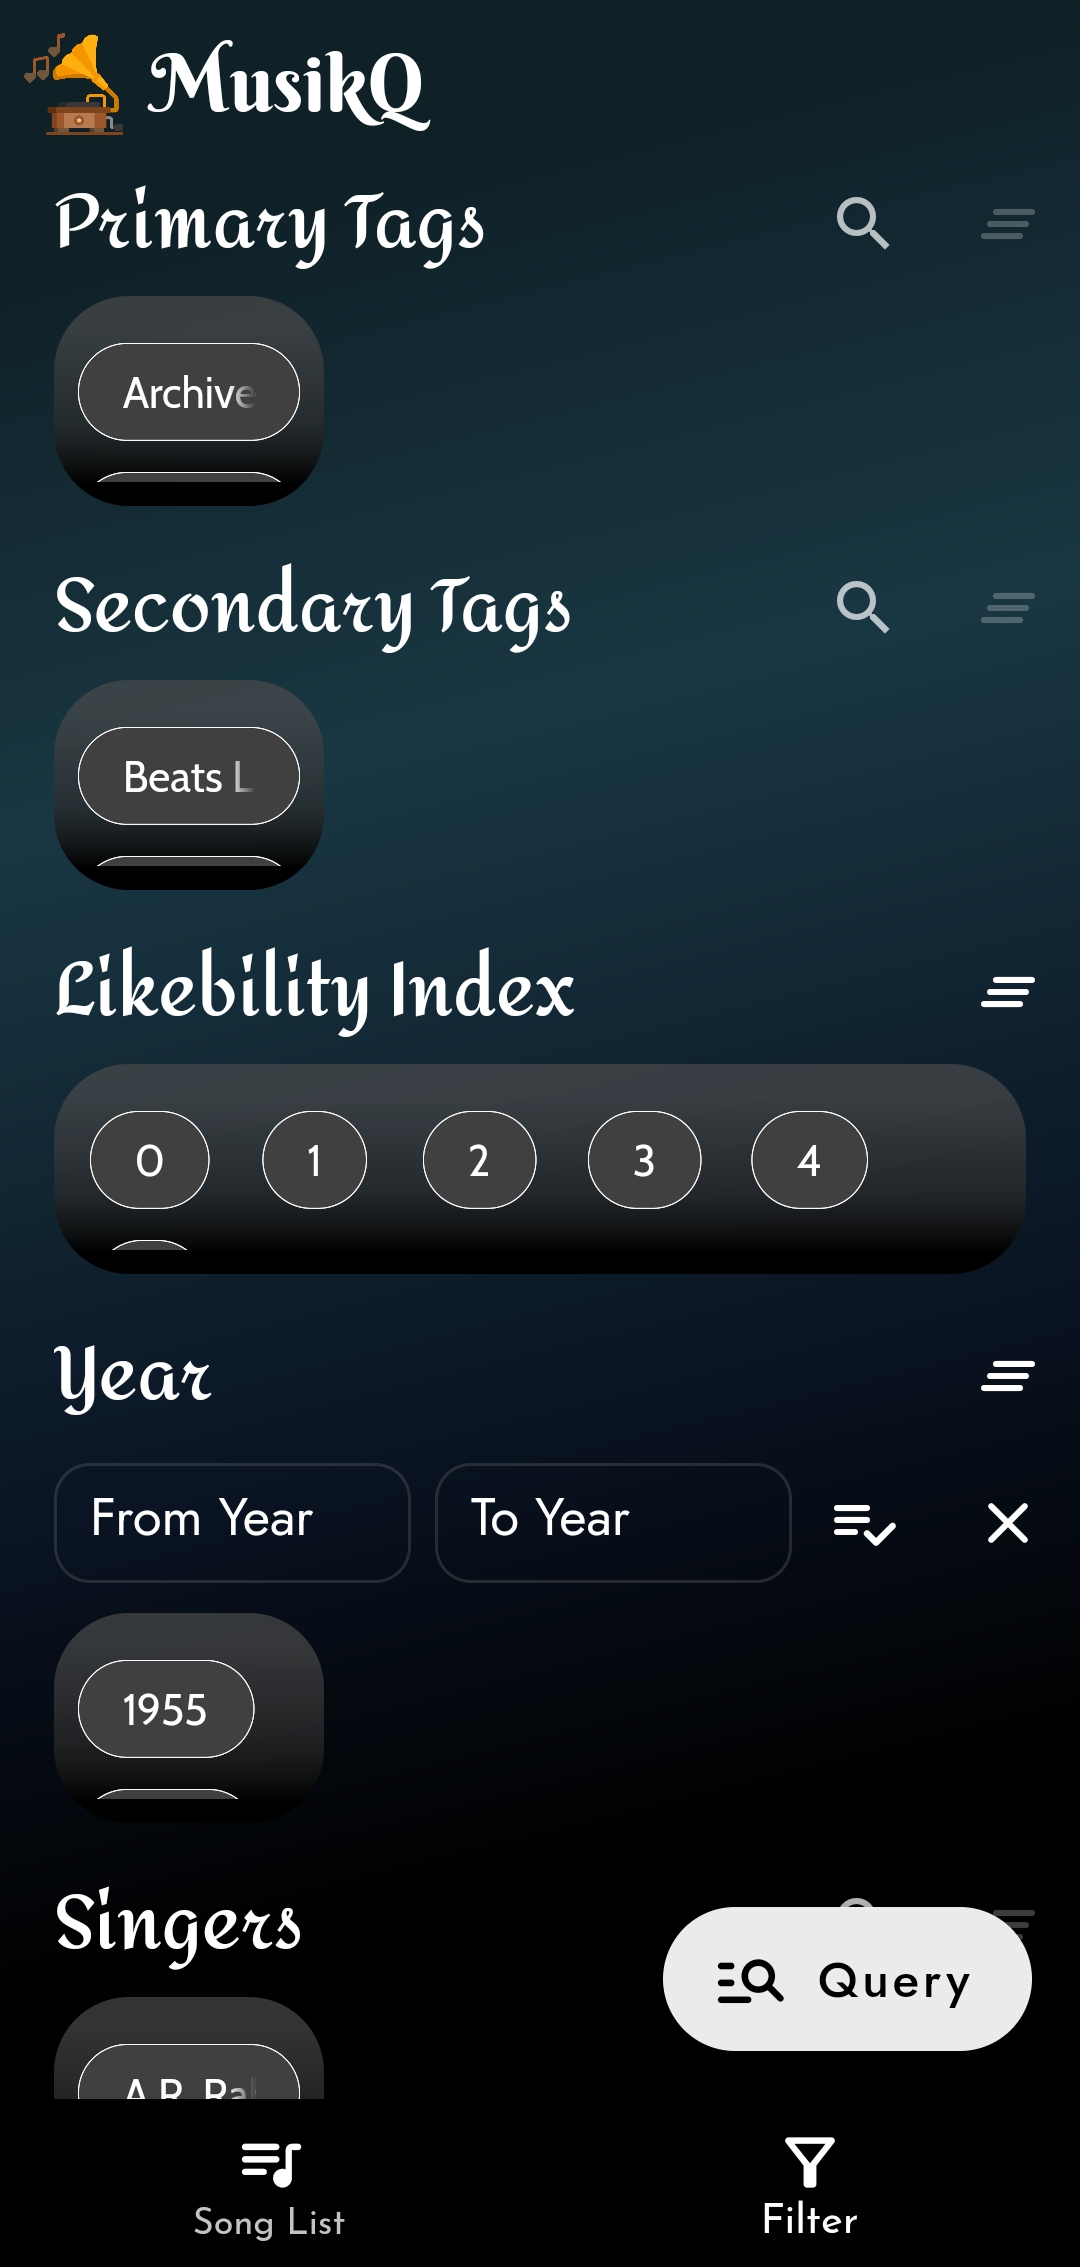 MusikQ
Primary Tags
Archive
Secondary Tags
Beats L
Likebility Index
0 1 2 3 4
Year
From Year To Year
1955
Singers
Query
A.R. Ra
Song List Filter